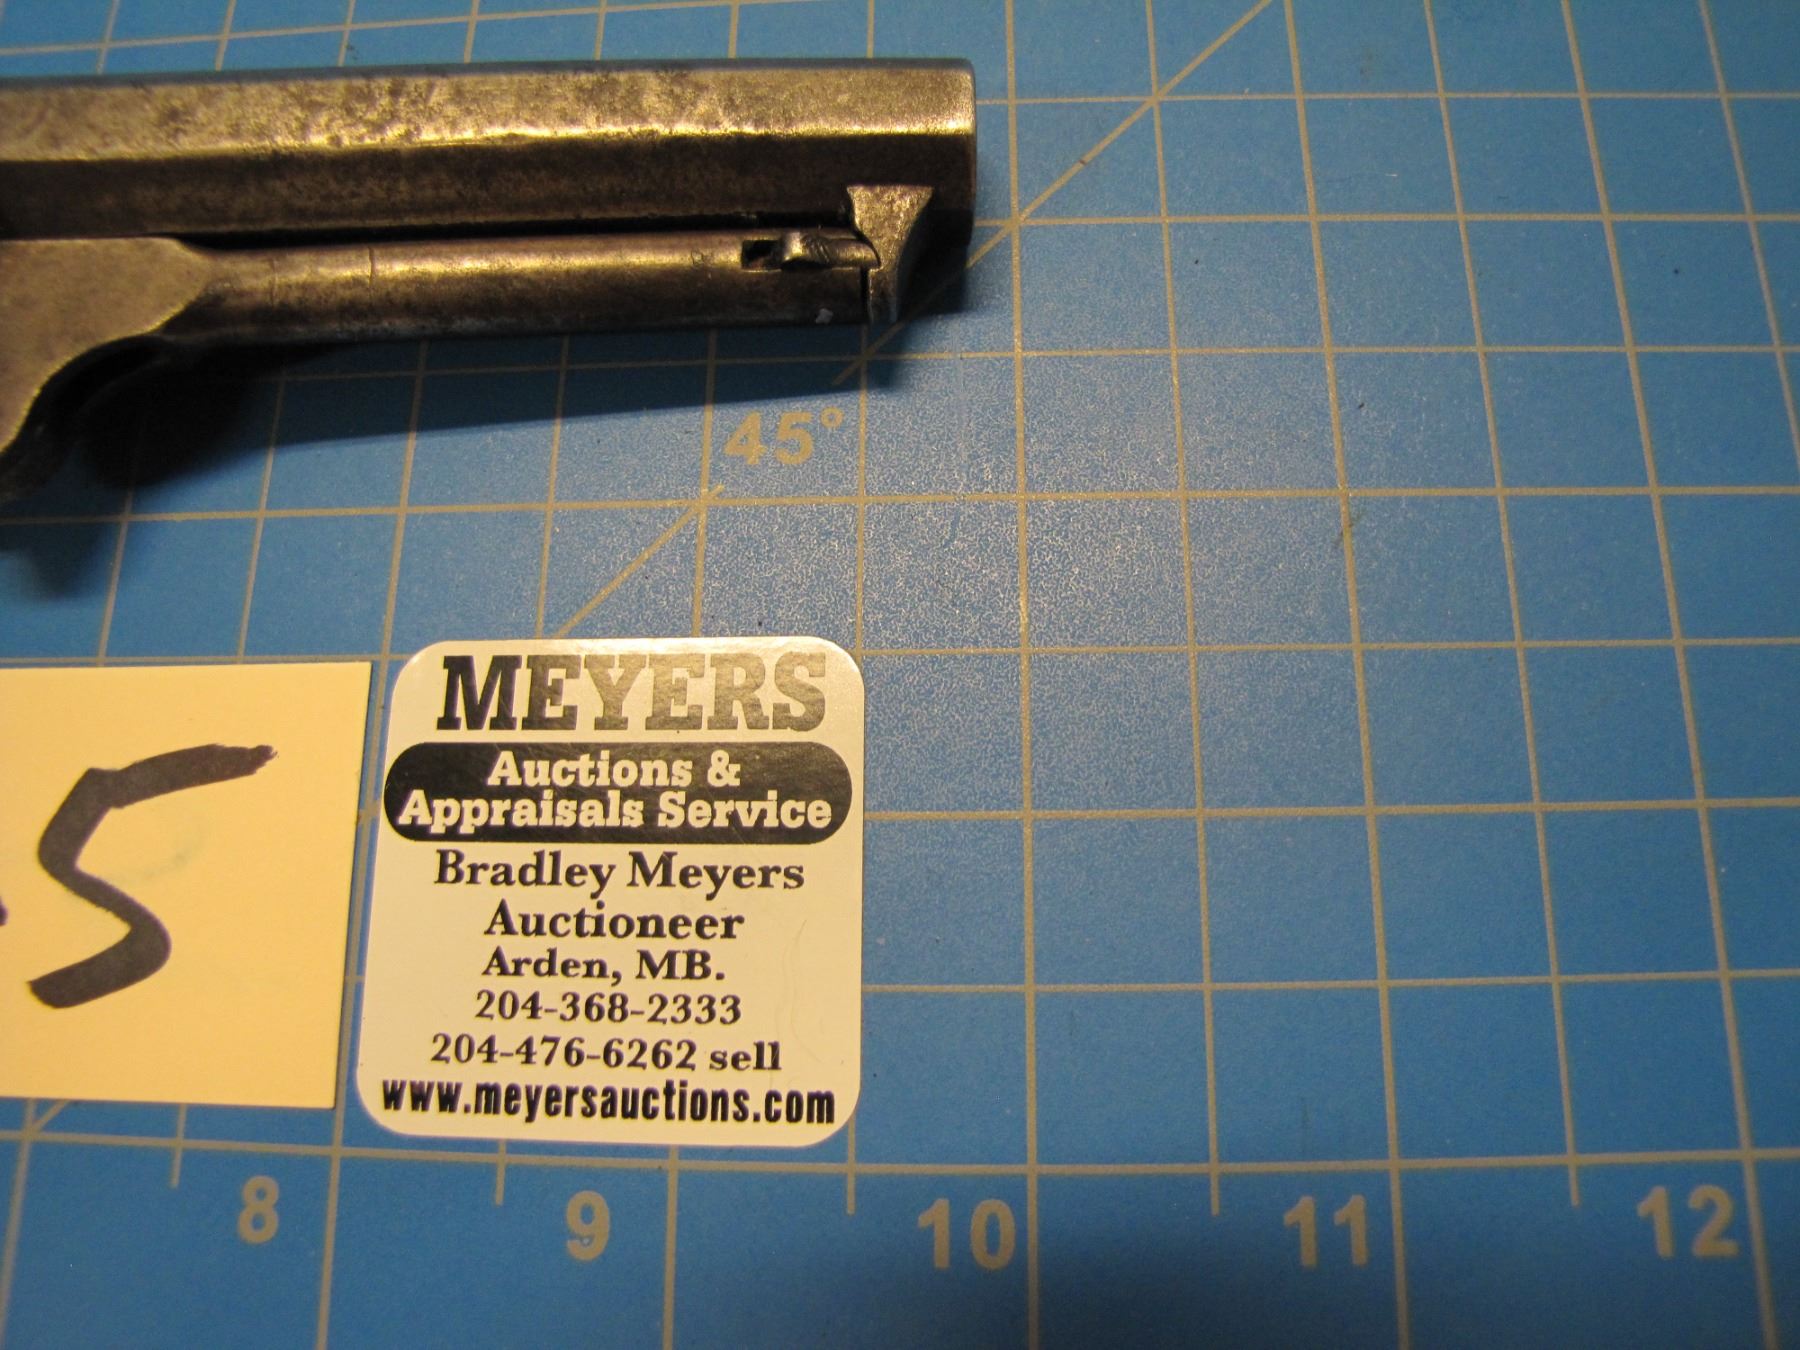 45°
MEYERS
Auctions &
Appraisals Service
Bradley Meyers
Auctioneer
Arden, MB.
204-368-2333
204-476-6262 sell
www.meyersauctions.com
5
8 9 10 11 12